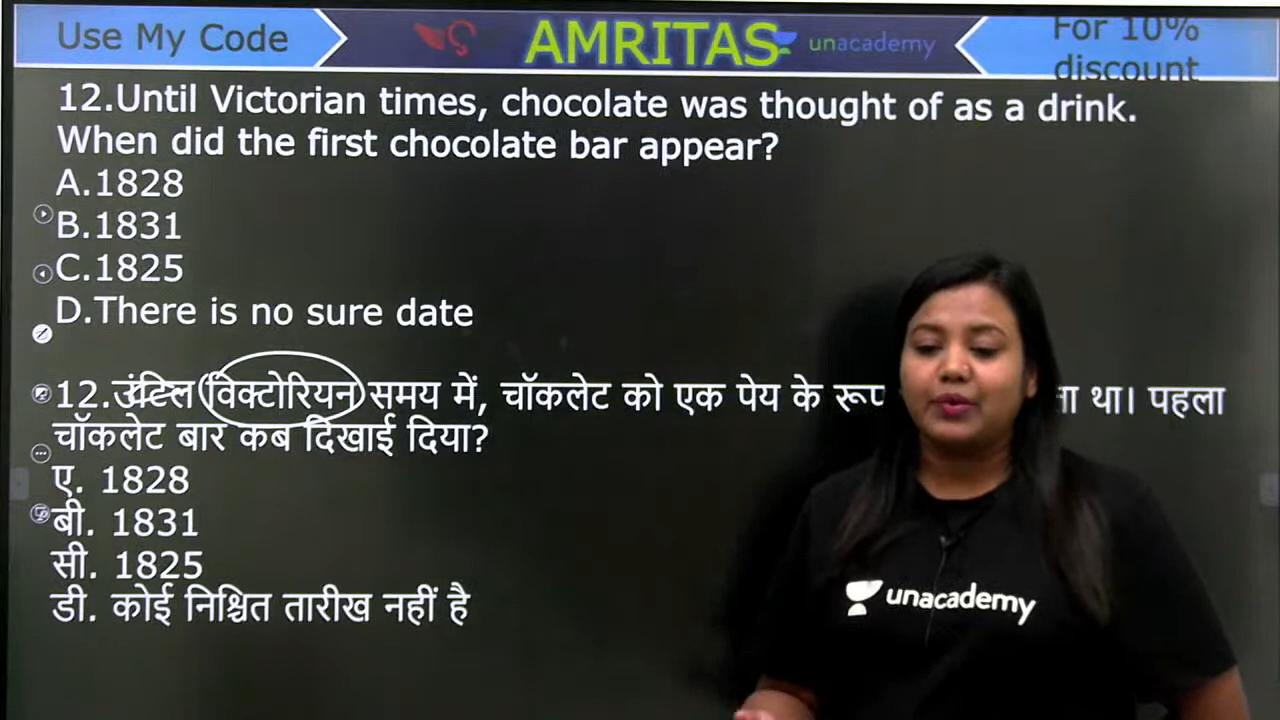 Use My Code
AMRITAS
unacademy
For 10%
discount
12.Until Victorian times, chocolate was thought of as a drink.
When did the first chocolate bar appear?
A.1828
B.1831
C.1825
D.There is no sure date
12.उंटिल विक्टोरियन समय में, चॉकलेट को एक पेय के था। पहला
चॉकलेट बार कब दिखाई दिया?
ए. 1828
बी. 1831
सी. 1825
डी. कोई निश्चित तारीख नहीं है
unacademy